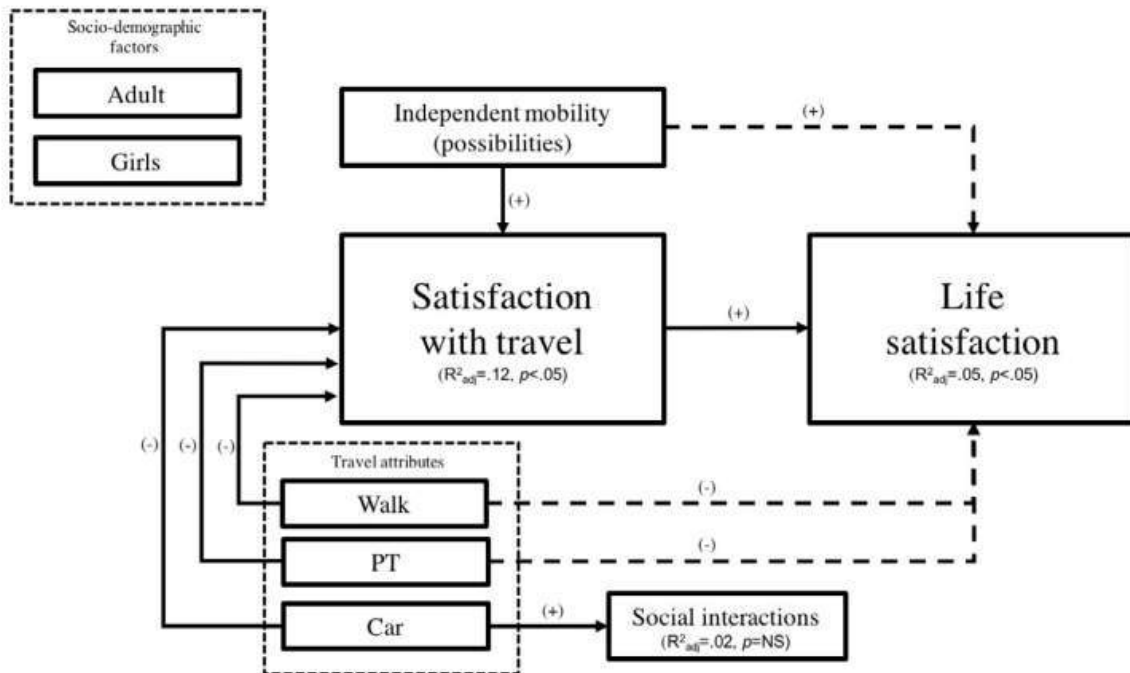 Socio-demographic
factors
Adult
Girls
Independent mobility
(possibilities)
(+)
(+)
Satisfaction
with travel
(R²adj=.12, p<.05)
(+)
Life
satisfaction
(R²adj=.05, p<.05)
(-)
(-)
(-)
Travel attributes
Walk
(-)
PT
(-)
Car
(+)
Social interactions
(R²adj=.02, p=NS)